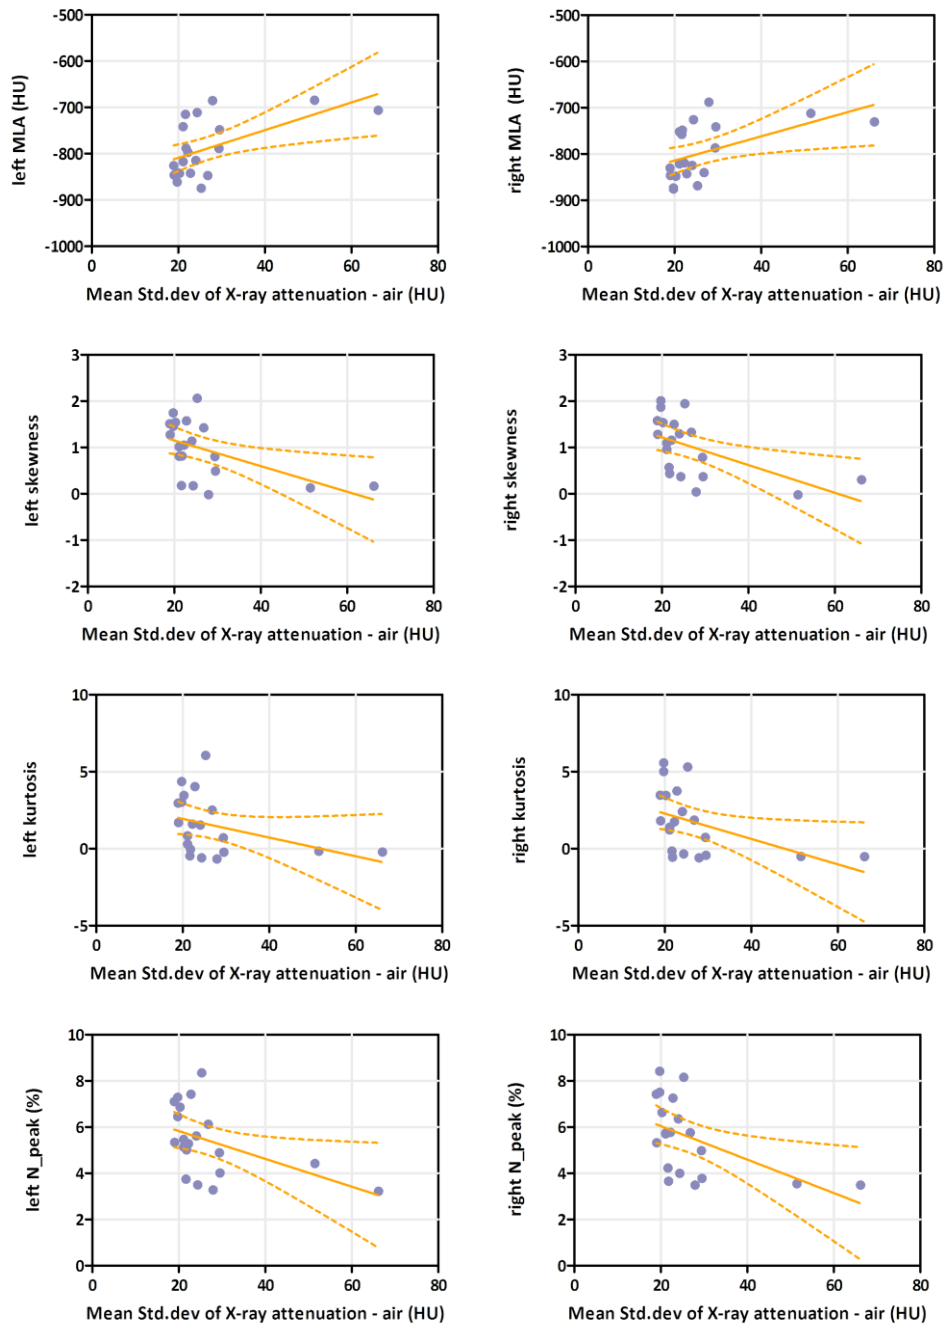 -500
-600
-700
-800
-900
-1000
left MLA (HU)
0 20 40 60 80
Mean Std.dev of X-ray attenuation - air (HU)
-500
-600
-700
-800
-900
-1000
right MLA (HU)
0 20 40 60 80
Mean Std.dev of X-ray attenuation - air (HU)
3
2
1
0
-1
-2
left skewness
0 20 40 60 80
Mean Std.dev of X-ray attenuation - air (HU)
3
2
1
0
-1
-2
right skewness
0 20 40 60 80
Mean Std.dev of X-ray attenuation - air (HU)
10
5
0
-5
left kurtosis
0 20 40 60 80
Mean Std.dev of X-ray attenuation - air (HU)
10
5
0
-5
right kurtosis
0 20 40 60 80
Mean Std.dev of X-ray attenuation - air (HU)
10
8
6
4
2
0
left N_peak (%)
0 20 40 60 80
Mean Std.dev of X-ray attenuation - air (HU)
10
8
6
4
2
0
right N_peak (%)
0 20 40 60 80
Mean Std.dev of X-ray attenuation - air (HU)